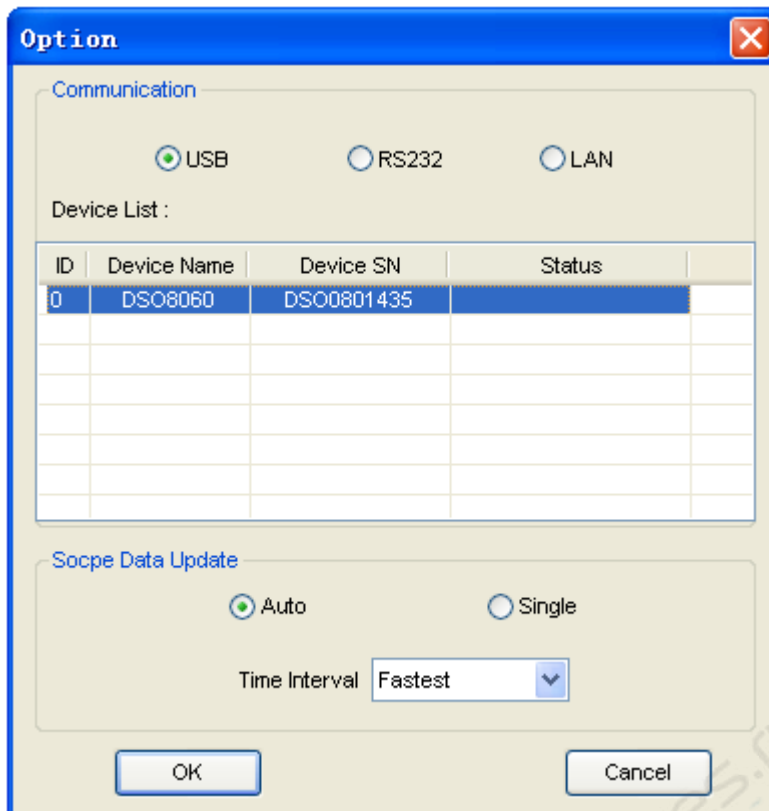 Option
Communication
USB RS232 LAN
Device List :
ID Device Name Device SN Status
0 DSO8060 DSO0801435
Socpe Data Update
Auto Single
Time Interval Fastest
OK Cancel